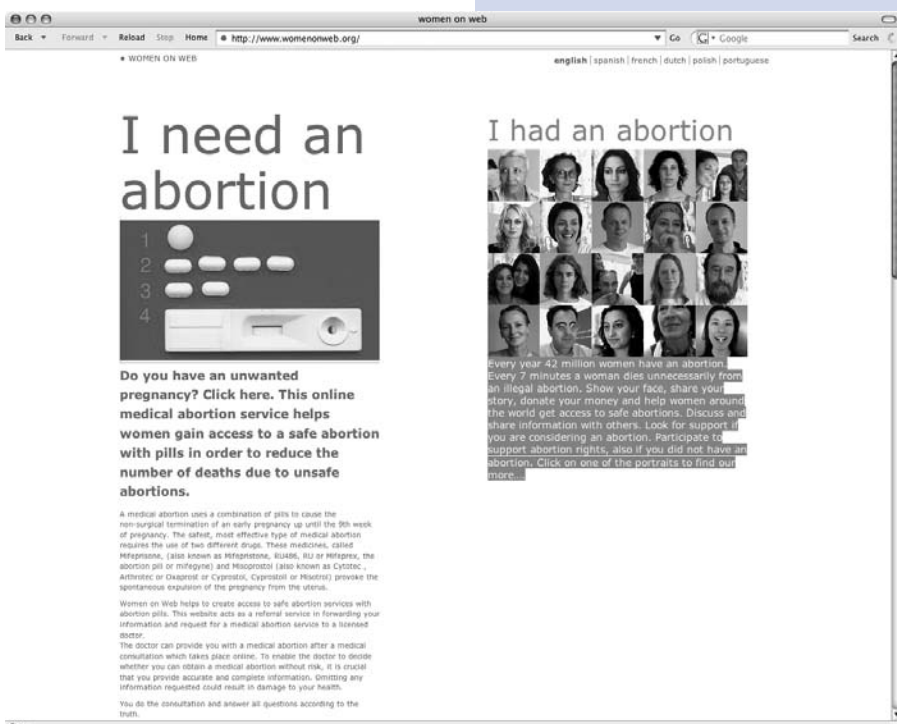 women on web
Back Forward Reload Stop Home http://www.womenonweb.org/ Go G Google Search
WOMEN ON WEB
english | spanish | french | dutch | polish | portuguese
I need an
abortion
1
2
3
4
Do you have an unwanted
pregnancy? Click here. This online
medical abortion service helps
women gain access to a safe abortion
with pills in order to reduce the
number of deaths due to unsafe
abortions.
A medical abortion uses a combination of pills to cause the
non-surgical termination of an early pregnancy up until the 9th week
of pregnancy. The safest, most effective type of medical abortion
requires the use of two different drugs. These medicines, called
Mifeprisone, (also known as Mifepristone, RU486, RU or Mifeprex, the
abortion pill or mifegyne) and Misoprostol (also known as Cytotec ,
Arthrotec or Oxaprost or Cyprostol, Cyprostoll or Misotrol) provoke the
spontaneous expulsion of the pregnancy from the uterus.
Women on Web helps to create access to safe abortion services with
abortion pills. This website acts as a referral service in forwarding your
information and request for a medical abortion service to a licensed
doctor.
The doctor can provide you with a medical abortion after a medical
consultation which takes place online. To enable the doctor to decide
whether you can obtain a medical abortion without risk, it is crucial
that you provide accurate and complete information. Omitting any
information requested could result in damage to your health.
You do the consultation and answer all questions according to the
truth.
I had an abortion
Every year 42 million women have an abortion.
Every 7 minutes a woman dies unnecessarily from
an illegal abortion. Show your face, share your
story, donate your money and help women around
the world get access to safe abortions. Discuss and
share information with others. Look for support if
you are considering an abortion. Participate to
support abortion rights, also if you did not have an
abortion. Click on one of the portraits to find our
more...